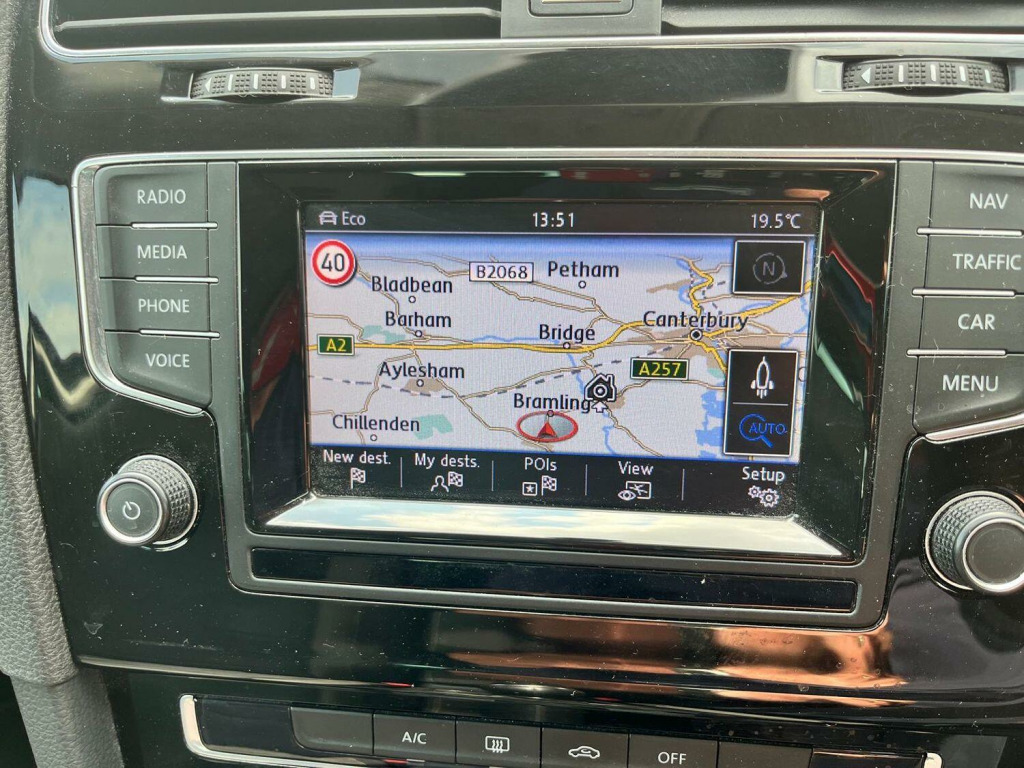 RADIO
MEDIA
PHONE
VOICE
Eco 13:51 19.5°C
40
B2068 Petham
N
Bladbean
Barham
Bridge
Canterbury
A2
Aylesham
A257
Bramling
Chillenden
AUTO
New dest. My dests. POIs View Setup
NAV
TRAFFIC
CAR
MENU
A/C
OFF